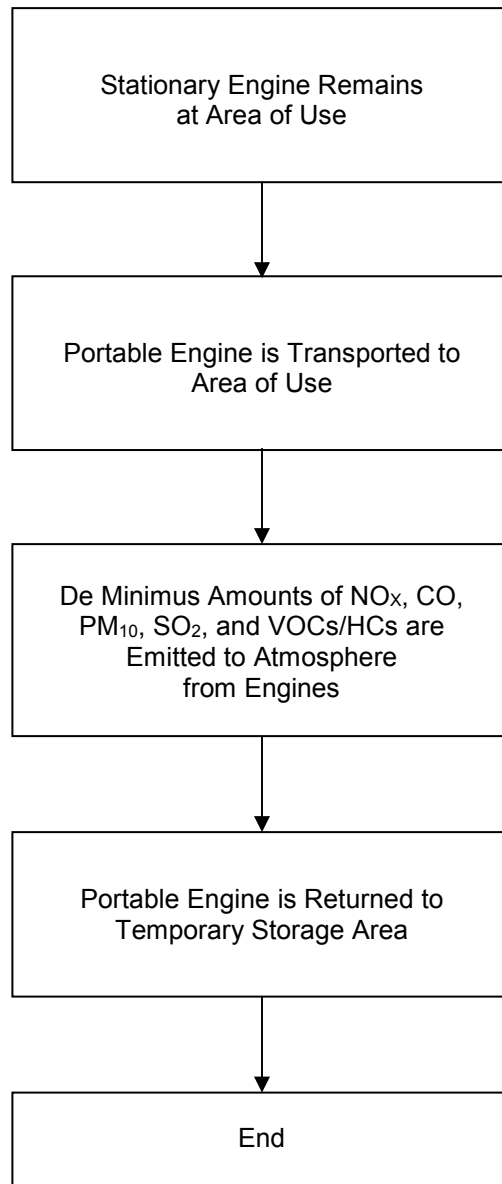 Stationary Engine Remains
at Area of Use
Portable Engine is Transported to
Area of Use
De Minimus Amounts of NOₓ, CO,
PM₁₀, SO₂, and VOCs/HCs are
Emitted to Atmosphere
from Engines
Portable Engine is Returned to
Temporary Storage Area
End